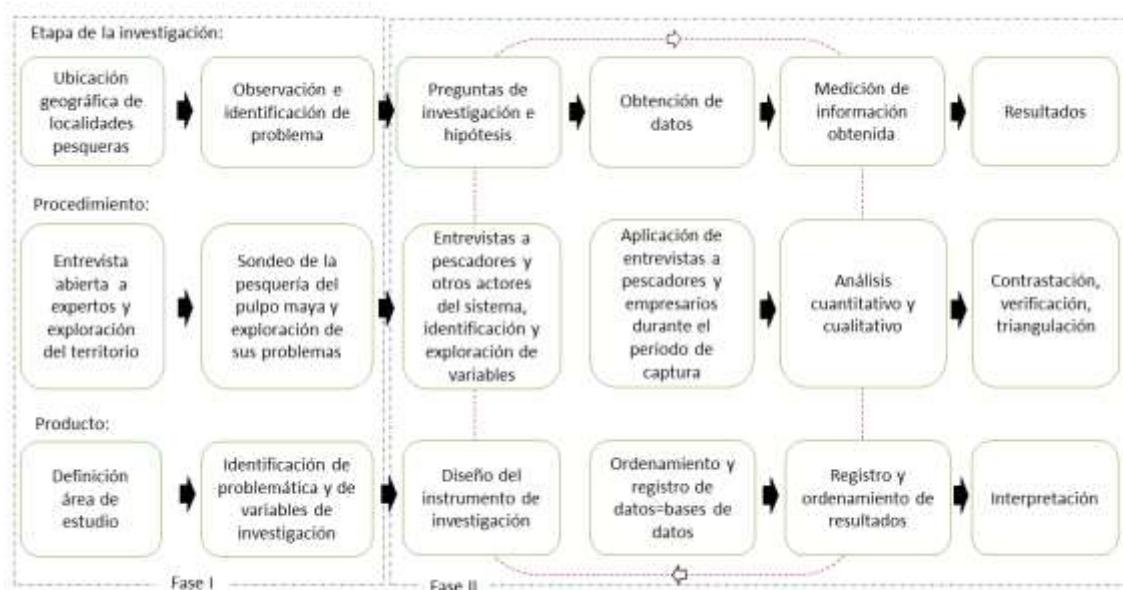 Etapa de la investigación:
Ubicación
geográfica de
localidades
pesqueras
Observación e
identificación de
problema
Preguntas de
investigación e
hipótesis
Obtención de
datos
Medición de
información
obtenida
Resultados
Procedimiento:
Entrevista
abierta a
expertos y
exploración
del territorio
Sondeo de la
pesquería del
pulpo maya y
exploración de
sus problemas
Entrevistas a
pescadores y
otros actores
del sistema,
identificación y
exploración de
variables
Aplicación de
entrevistas a
pescadores y
empresarios
durante el
período de
captura
Análisis
cuantitativo y
cualitativo
Contrastación,
verificación,
triangulación
Producto:
Definición
área de
estudio
Identificación de
problemática y de
variables de
investigación
Diseño del
instrumento de
investigación
Ordenamiento y
registro de
datos=bases de
datos
Registro y
ordenamiento de
resultados
Interpretación
Fase I
Fase II